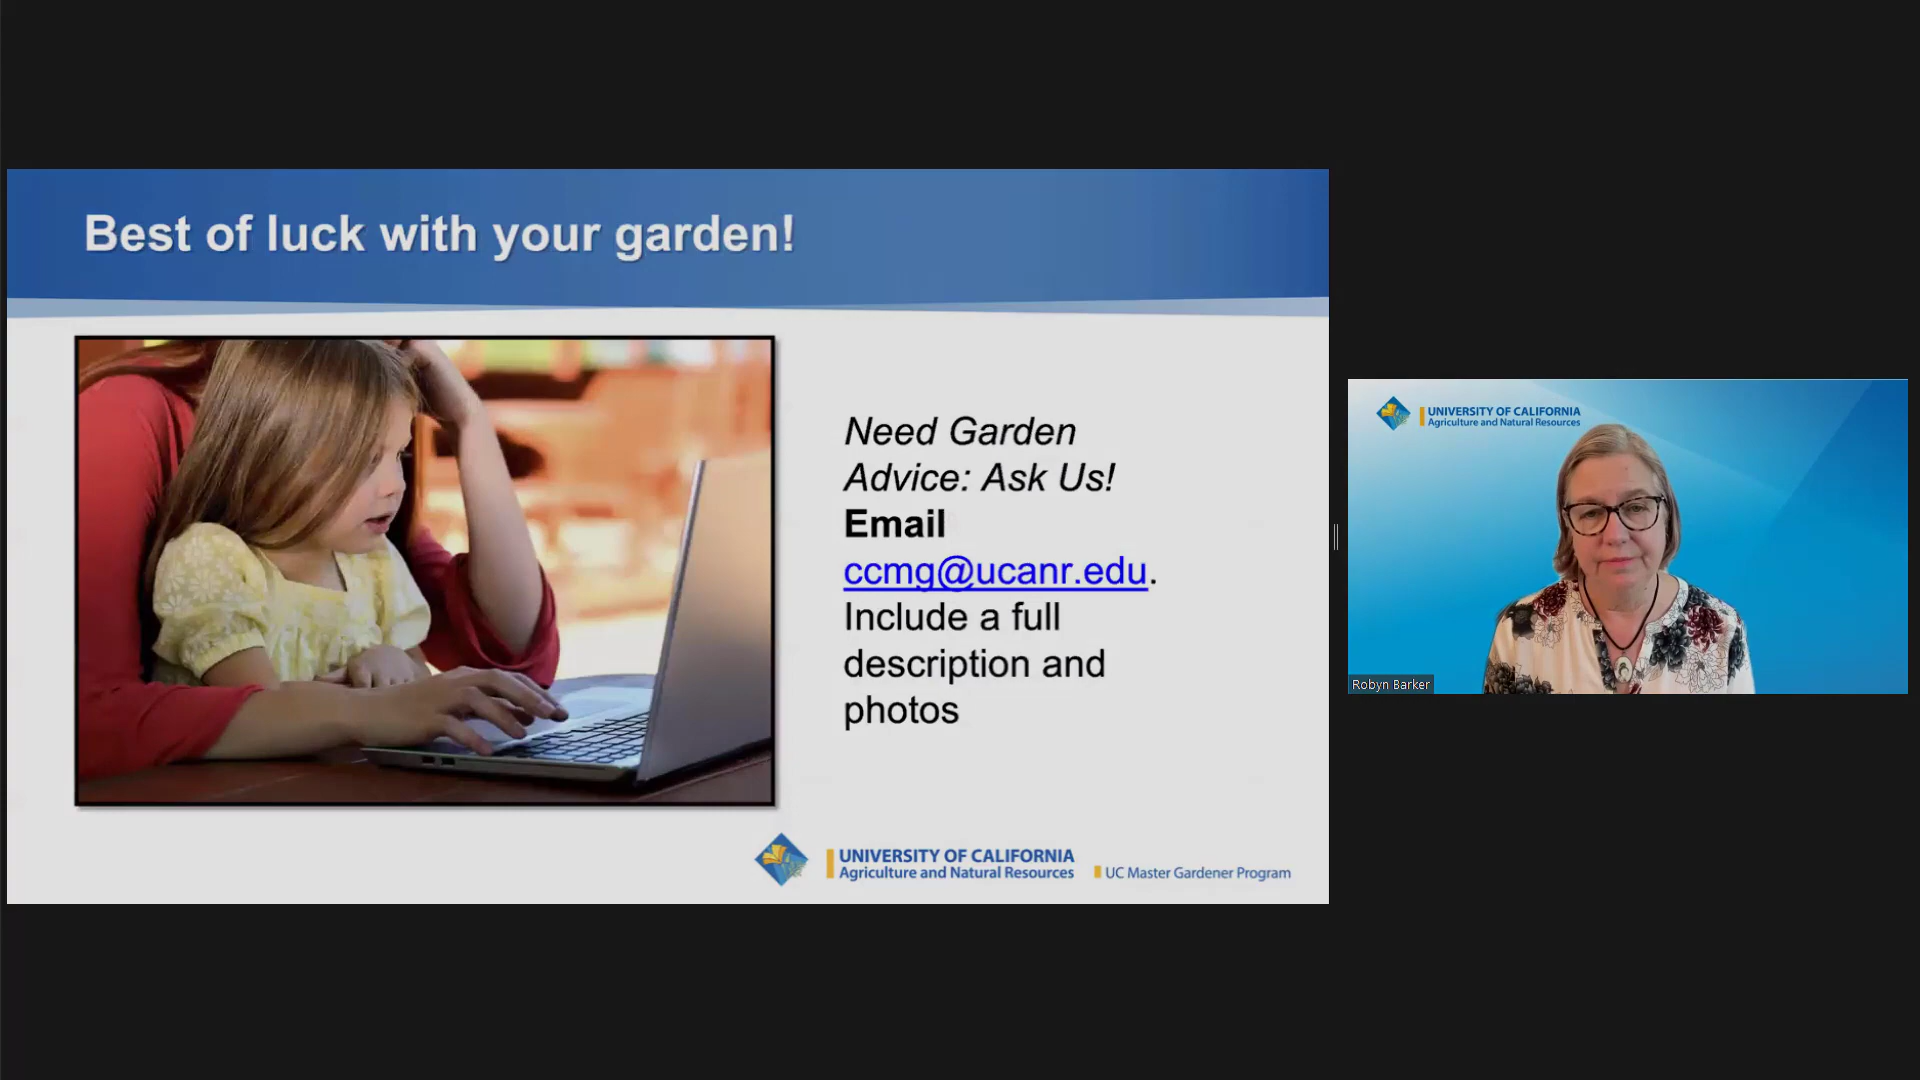 Best of luck with your garden!
Need Garden
Advice: Ask Us!
Email
ccmg@ucanr.edu.
Include a full
description and
photos
UNIVERSITY OF CALIFORNIA
Agriculture and Natural Resources
UC Master Gardener Program
UNIVERSITY OF CALIFORNIA
Agriculture and Natural Resources
Robyn Barker